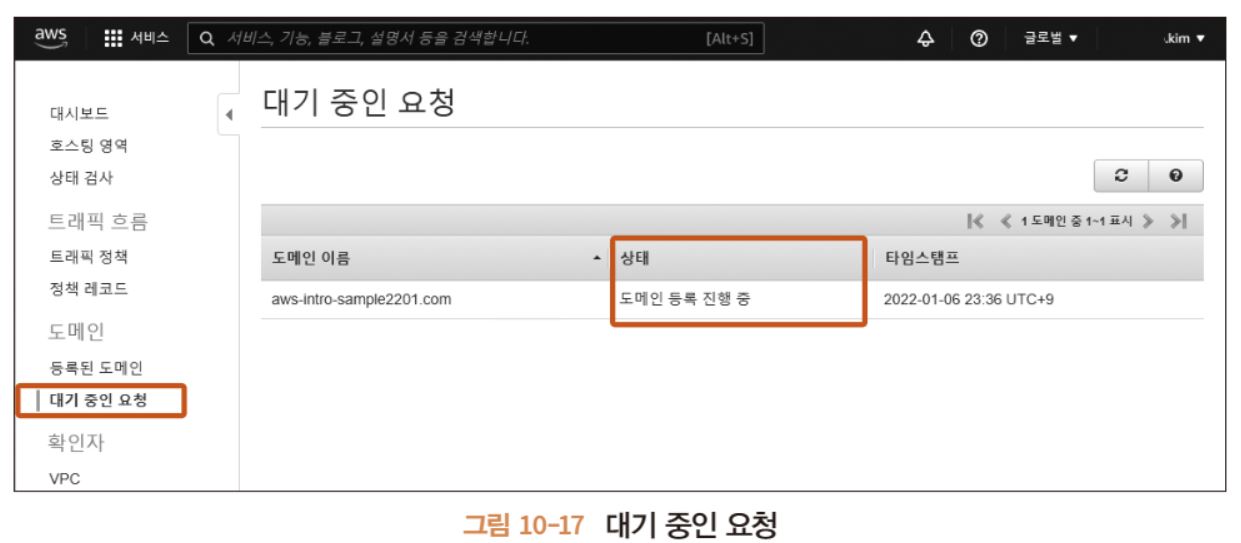 aws 서비스 서비스, 기능, 블로그, 설명서 등을 검색합니다. [Alt+S] 글로벌 ▼ kim ▼
대시보드
호스팅 영역
상태 검사
트래픽 흐름
트래픽 정책
정책 레코드
도메인
등록된 도메인
대기 중인 요청
확인자
VPC
대기 중인 요청
1 도메인 중 1~1 표시
도메인 이름 상태 타임스탬프
aws-intro-sample2201.com 도메인 등록 진행 중 2022-01-06 23:36 UTC+9
그림 10-17 대기 중인 요청